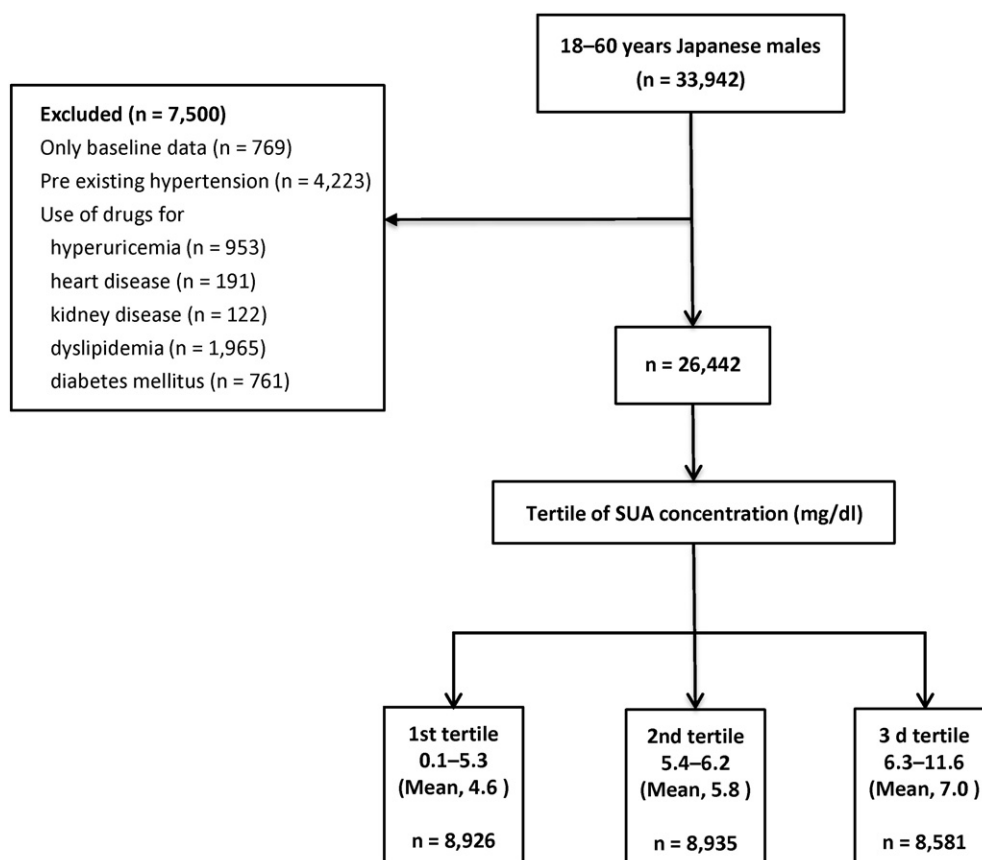 18–60 years Japanese males
(n = 33,942)
Excluded (n = 7,500)
Only baseline data (n = 769)
Pre existing hypertension (n = 4,223)
Use of drugs for
hyperuricemia (n = 953)
heart disease (n = 191)
kidney disease (n = 122)
dyslipidemia (n = 1,965)
diabetes mellitus (n = 761)
n = 26,442
Tertile of SUA concentration (mg/dl)
1st tertile
0.1–5.3
(Mean, 4.6 )
n = 8,926
2nd tertile
5.4–6.2
(Mean, 5.8 )
n = 8,935
3 d tertile
6.3–11.6
(Mean, 7.0 )
n = 8,581